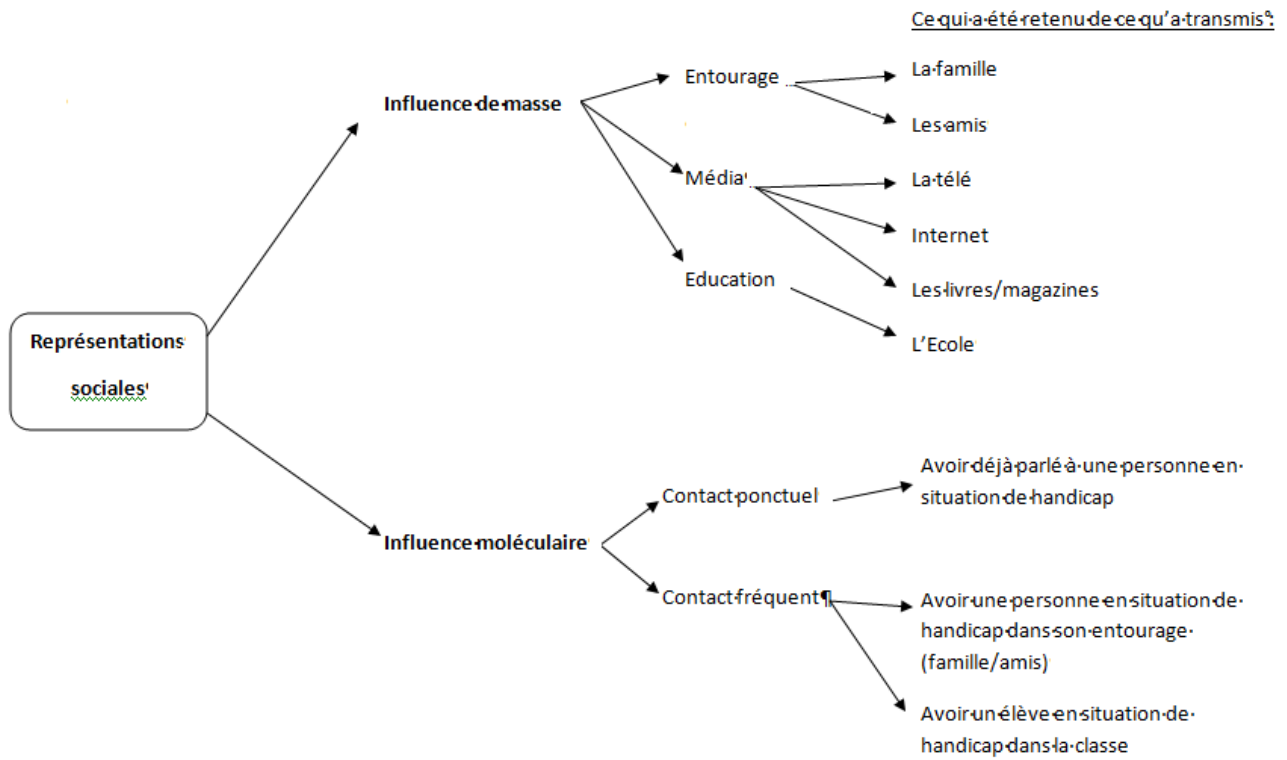 Ce qui a été retenu de ce qu’a transmis :
Influence de masse
Entourage
La famille
Les amis
Média
La télé
Internet
Les livres/magazines
Education
L’Ecole
Représentations
sociales
Influence moléculaire
Contact ponctuel
Avoir déjà parlé à une personne en
situation de handicap
Contact fréquent¶
Avoir une personne en situation de
handicap dans son entourage
(famille/amis)
Avoir un élève en situation de
handicap dans la classe